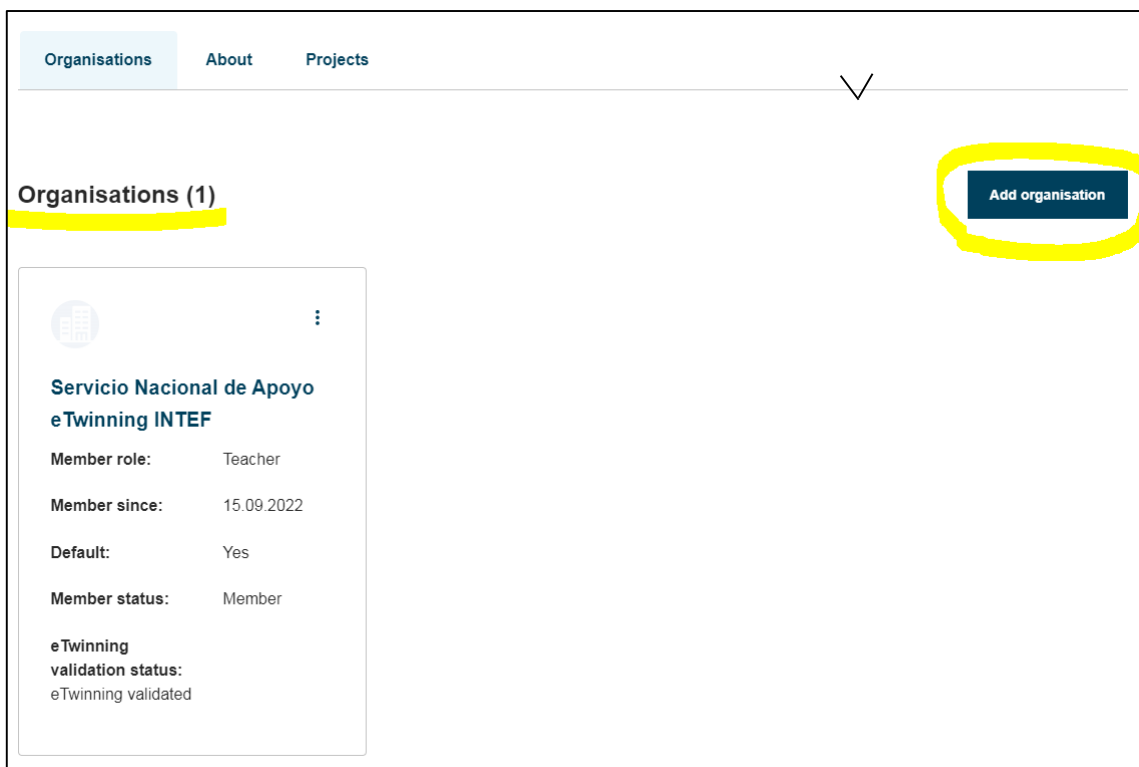 Organisations About Projects
Organisations (1)
Add organisation
Servicio Nacional de Apoyo
eTwinning INTEF
Member role: Teacher
Member since: 15.09.2022
Default: Yes
Member status: Member
eTwinning
validation status:
eTwinning validated